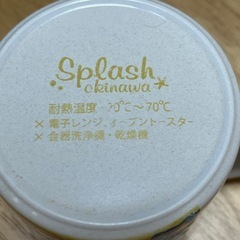 Splash
okinawa
耐熱温度 -20℃〜70℃
× 電子レンジ、オーブントースター
× 食器洗浄機・乾燥機